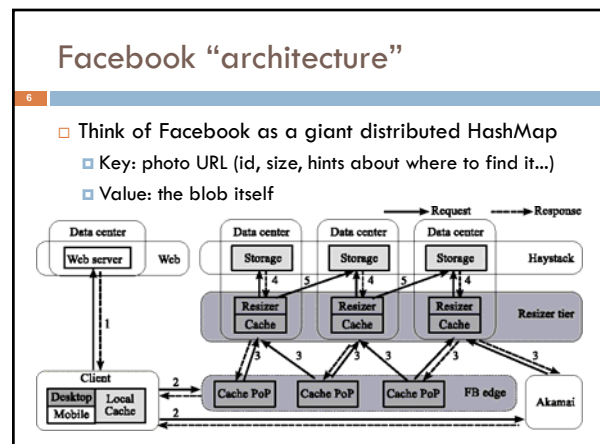 Facebook “architecture”
6
Think of Facebook as a giant distributed HashMap
Key: photo URL (id, size, hints about where to find it...)
Value: the blob itself
Request Response
Data center Data center Data center Data center
Web server Web Storage Storage Storage Haystack
4 5 4 5 4
Resizer Resizer Resizer Resizer tier
Cache Cache Cache
1
3 3 3 3 3 3 3
Client
Desktop Local Cache
Mobile
2
Cache PoP Cache PoP Cache PoP FB edge
2
Akamai